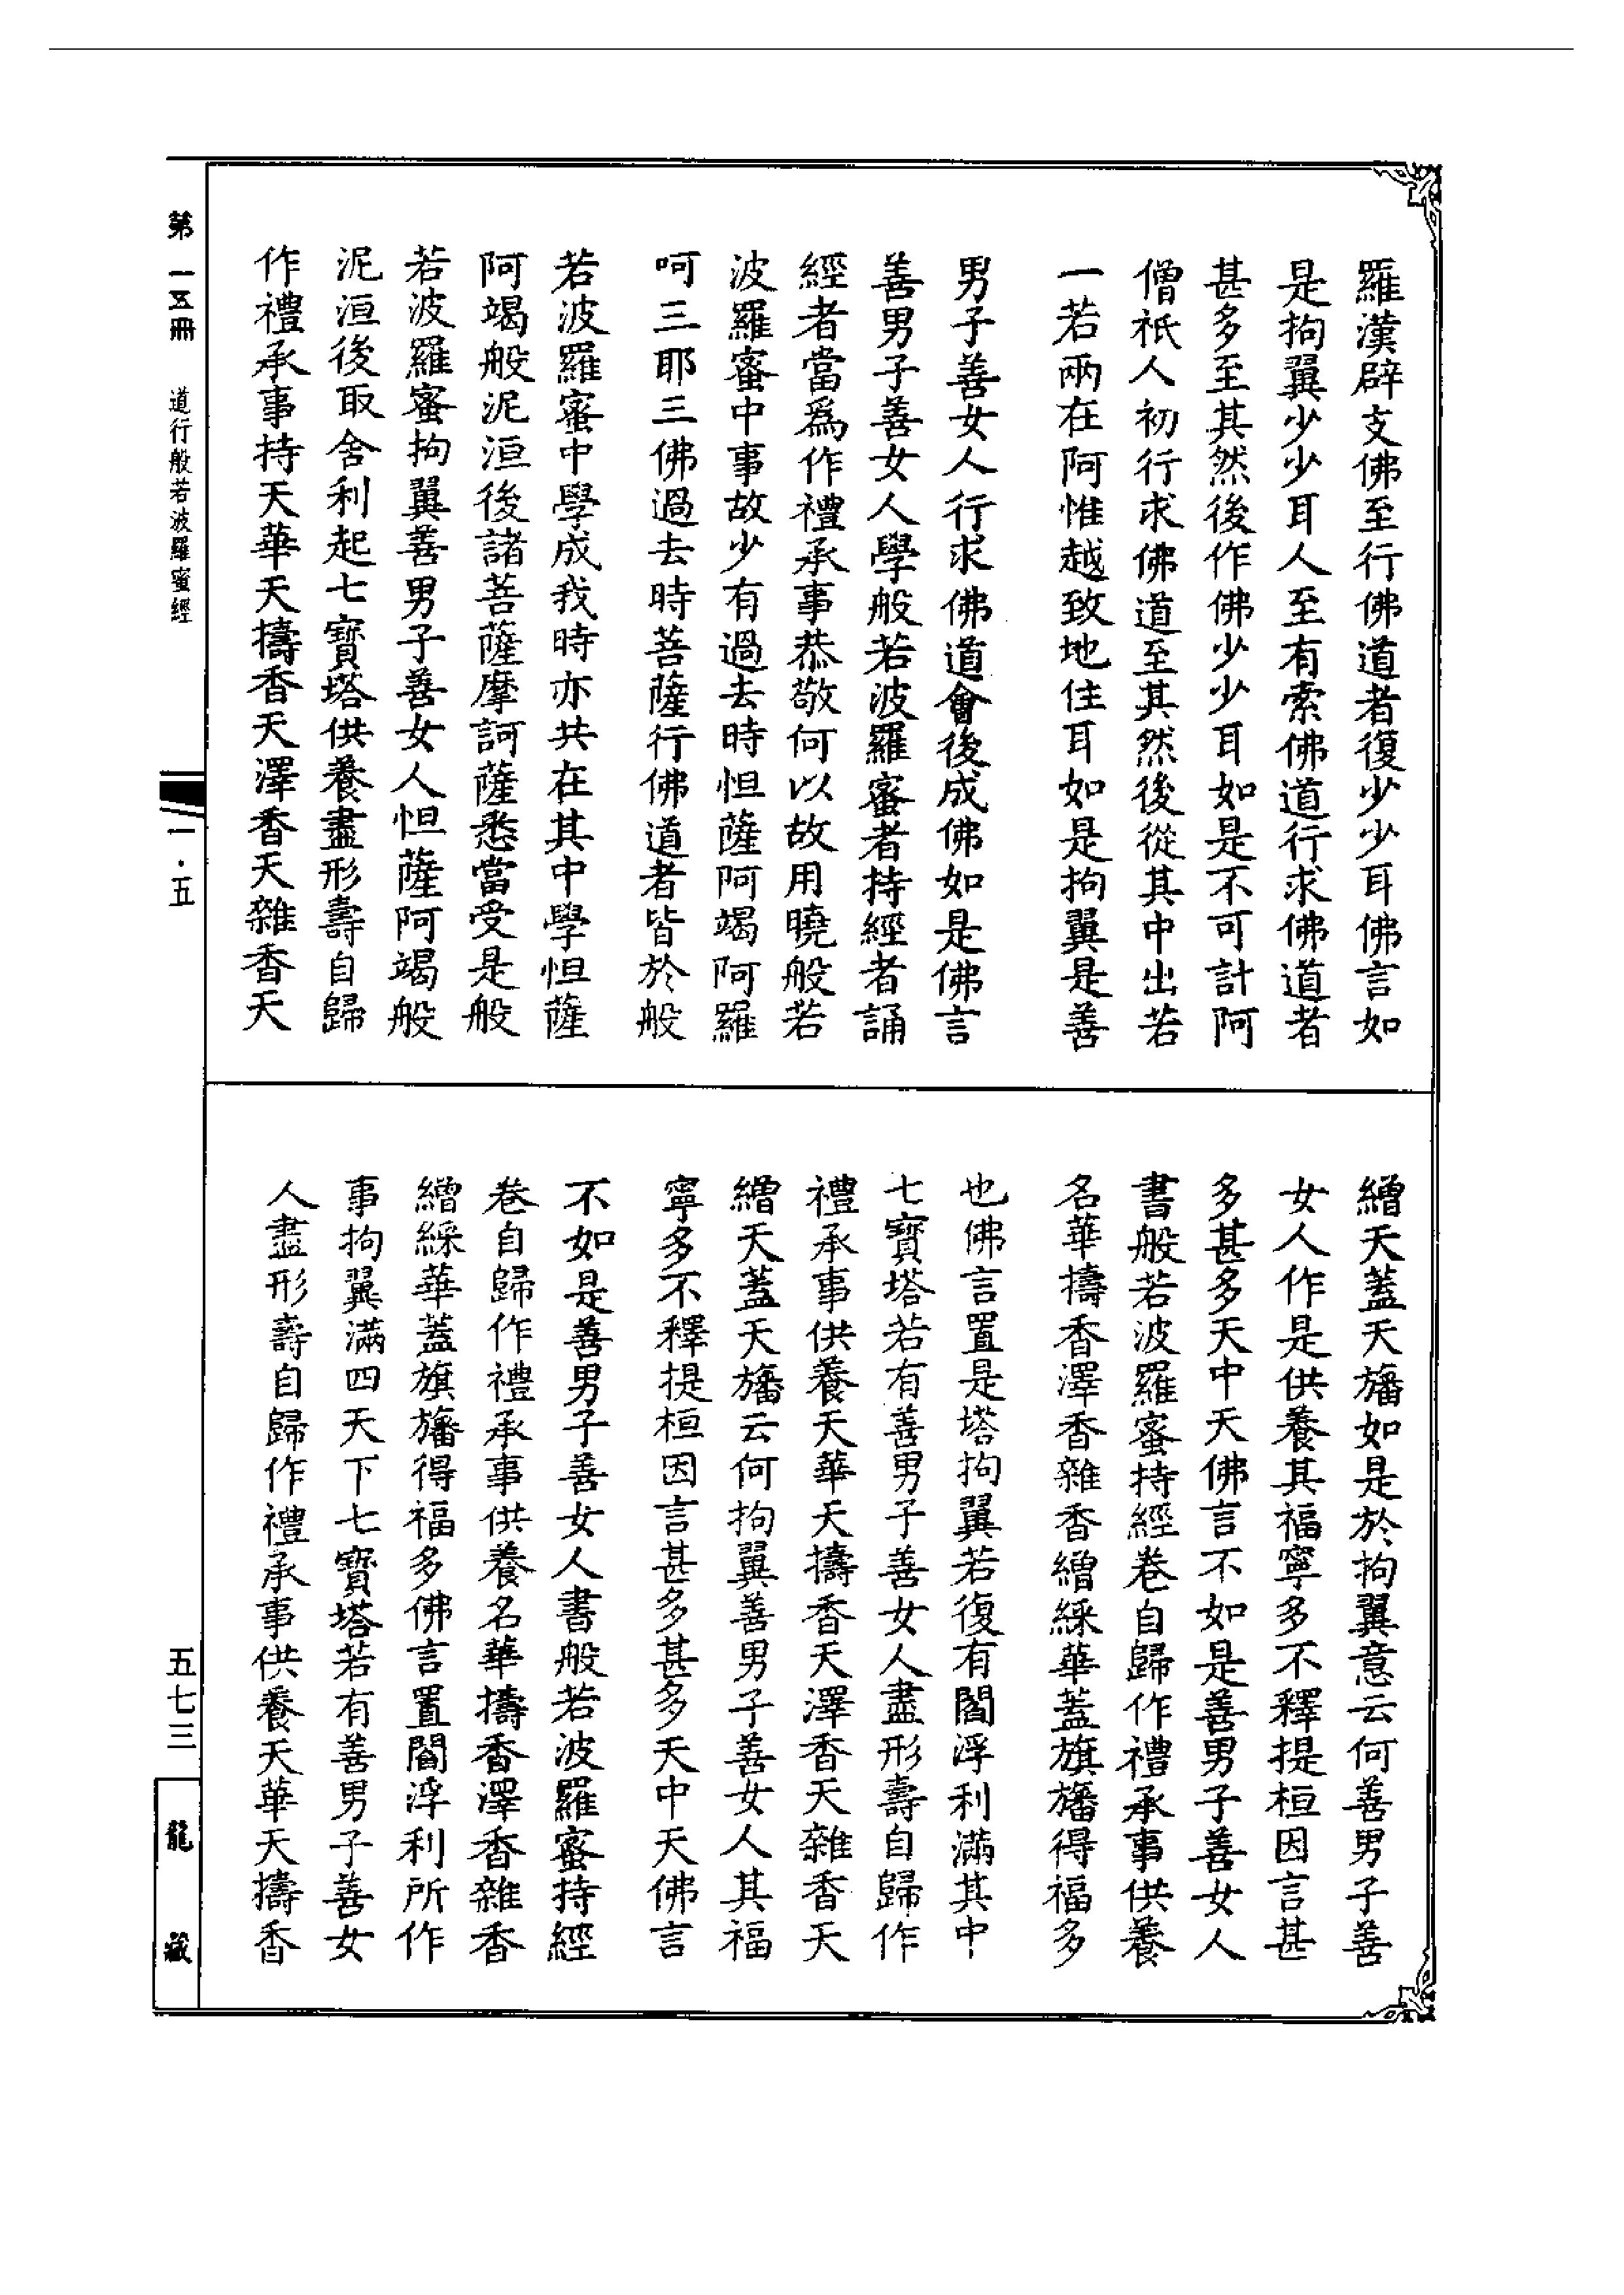 羅漢辟支佛至行佛道者復少少耳佛言如
是拘翼少少耳人至有索佛道行求佛道者
甚多至其然後作佛少少耳如是不可計阿
僧祇人初行求佛道至其然後從其中出若
一若兩在阿惟越致地住耳如是拘翼是善
男子善女人行求佛道會後成佛如是佛言
善男子善女人學般若波羅蜜者持經者誦
經者當爲作禮承事恭敬何以故用曉般若
波羅蜜中事故少有過去時怛薩阿竭阿羅
呵三耶三佛過去時菩薩行佛道者皆於般
若波羅蜜中學成我時亦共在其中學怛薩
阿竭般泥洹後諸菩薩摩訶薩悉當受是般
若波羅蜜拘翼善男子善女人怛薩阿竭般
泥洹後取舍利起七寶塔供養盡形壽自歸
作禮承事持天華天擣香天澤香天雜香天
繒天蓋天旛如是於拘翼意云何善男子善
女人作是供養其福寧多不釋提桓因言甚
多甚多天中天佛言不如是善男子善女人
書般若波羅蜜持經卷自歸作禮承事供養
名華擣香澤香雜香繒綵華蓋旗旛得福多
也佛言置是塔拘翼若復有閻浮利滿其中
七寶塔若有善男子善女人盡形壽自歸作
禮承事供養天華天擣香天澤香天雜香天
繒天蓋天旛云何拘翼善男子善女人其福
寧多不釋提桓因言甚多甚多天中天佛言
不如是善男子善女人書般若波羅蜜持經
卷自歸作禮承事供養名華擣香澤香雜香
繒綵華蓋旗旛得福多佛言置閻浮利所作
事拘翼滿四天下七寶塔若有善男子善女
人盡形壽自歸作禮承事供養天華天擣香
第一五冊 道行般若波羅蜜經 一·五
五七三
龍藏